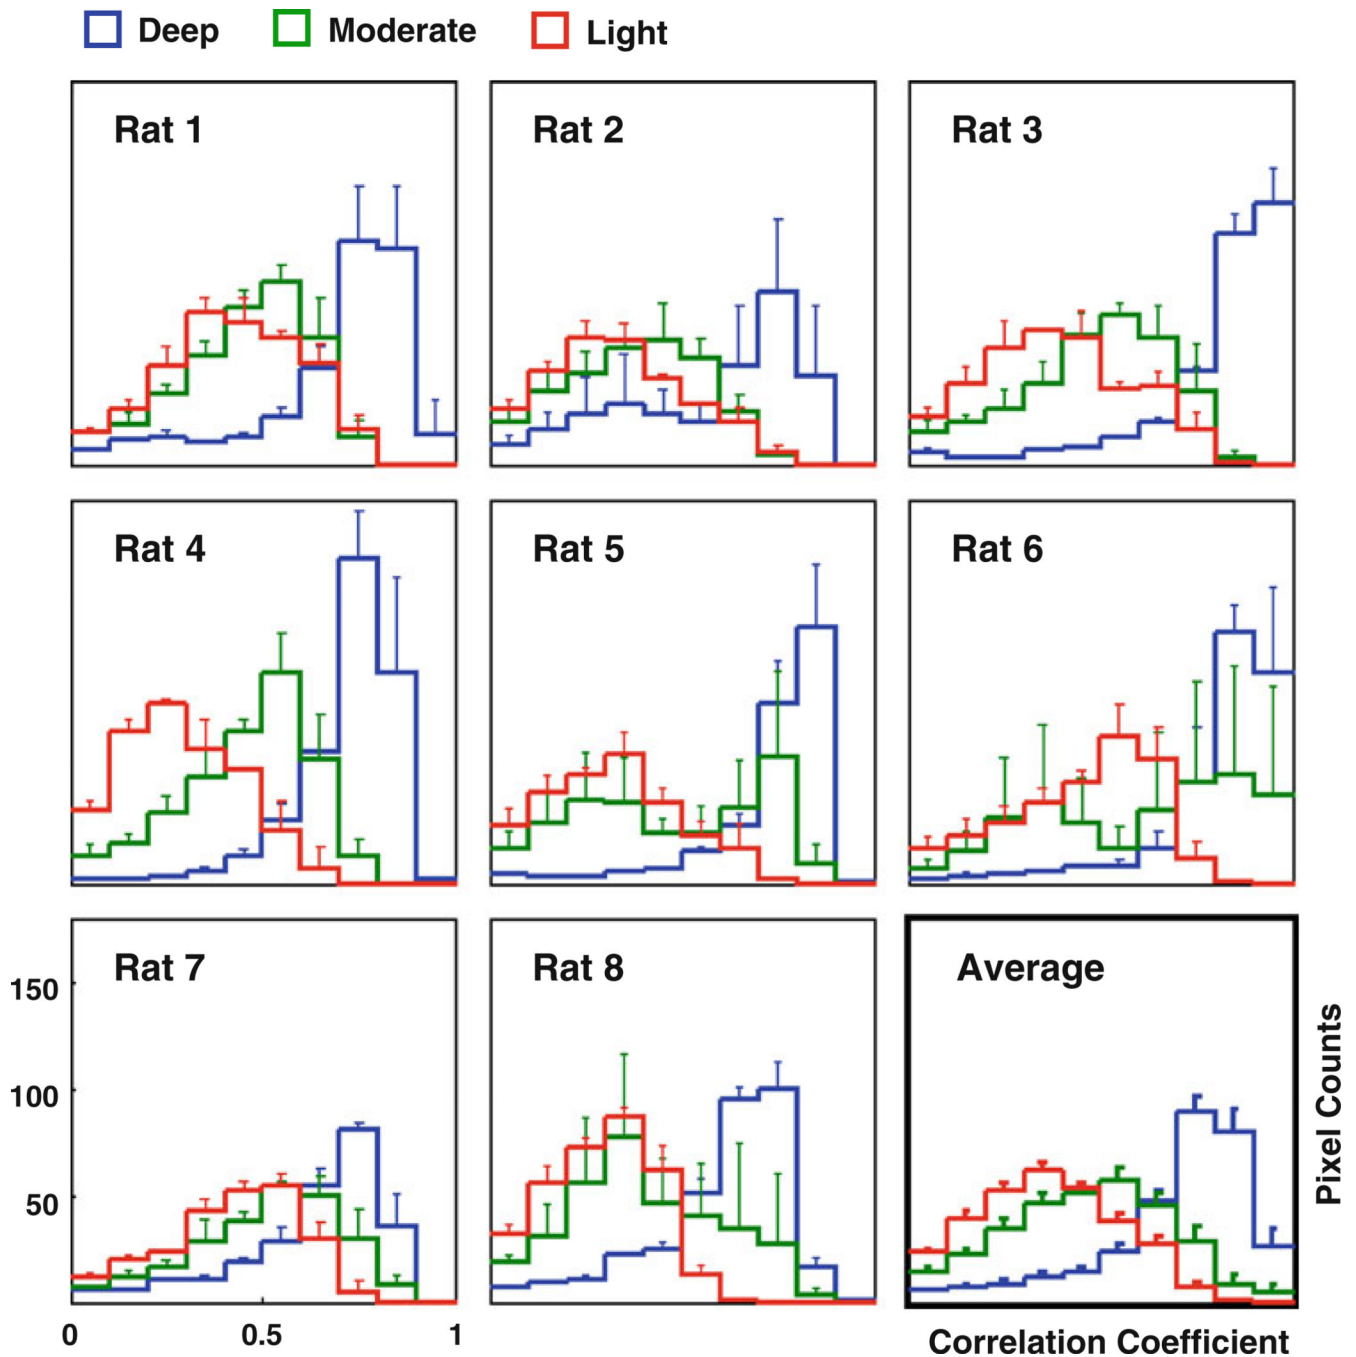 Deep Moderate Light
Rat 1 Rat 2 Rat 3
Rat 4 Rat 5 Rat 6
Rat 7 Rat 8 Average
150
100
50
Pixel Counts
0 0.5 1
Correlation Coefficient